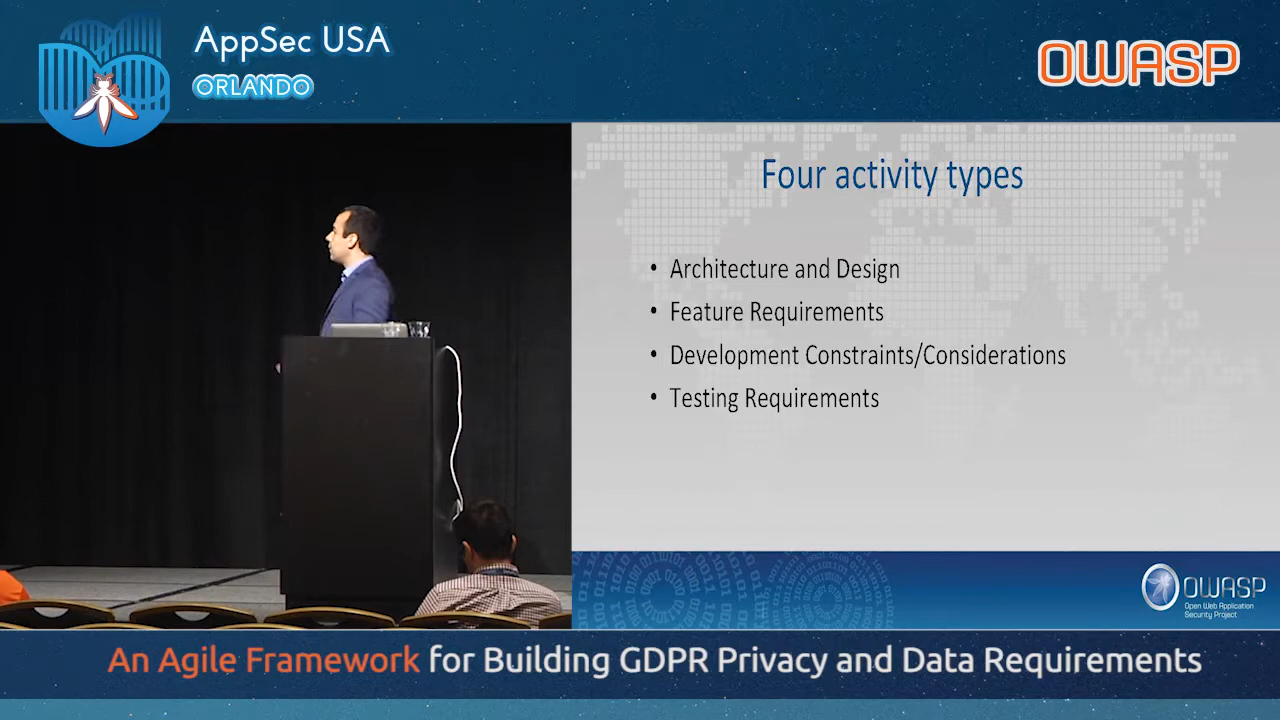 AppSec USA
ORLANDO
OWASP
Four activity types
• Architecture and Design
• Feature Requirements
• Development Constraints/Considerations
• Testing Requirements
OWASP
Open Web Application
Security Project
An Agile Framework for Building GDPR Privacy and Data Requirements